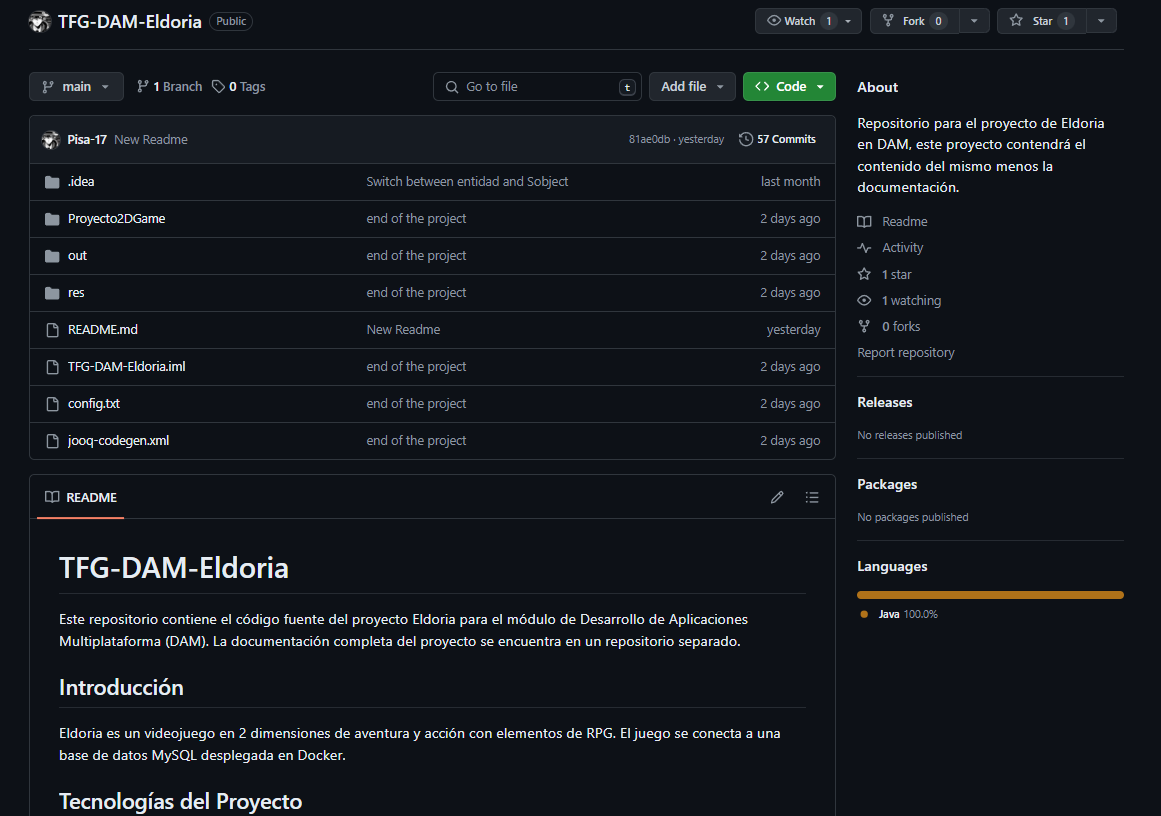 TFG-DAM-Eldoria Public
Watch 1
Fork 0
Star 1
main
1 Branch
0 Tags
Go to file t
Add file
Code
Pisa-17 New Readme 81ae0db · yesterday 57 Commits
.idea Switch between entidad and Sobject last month
Proyecto2DGame end of the project 2 days ago
out end of the project 2 days ago
res end of the project 2 days ago
README.md New Readme yesterday
TFG-DAM-Eldoria.iml end of the project 2 days ago
config.txt end of the project 2 days ago
jooq-codegen.xml end of the project 2 days ago
README
TFG-DAM-Eldoria
Este repositorio contiene el código fuente del proyecto Eldoria para el módulo de Desarrollo de Aplicaciones
Multiplataforma (DAM). La documentación completa del proyecto se encuentra en un repositorio separado.
Introducción
Eldoria es un videojuego en 2 dimensiones de aventura y acción con elementos de RPG. El juego se conecta a una
base de datos MySQL desplegada en Docker.
Tecnologías del Proyecto
About
Repositorio para el proyecto de Eldoria
en DAM, este proyecto contendrá el
contenido del mismo menos la
documentación.
Readme
Activity
1 star
1 watching
0 forks
Report repository
Releases
No releases published
Packages
No packages published
Languages
Java 100.0%